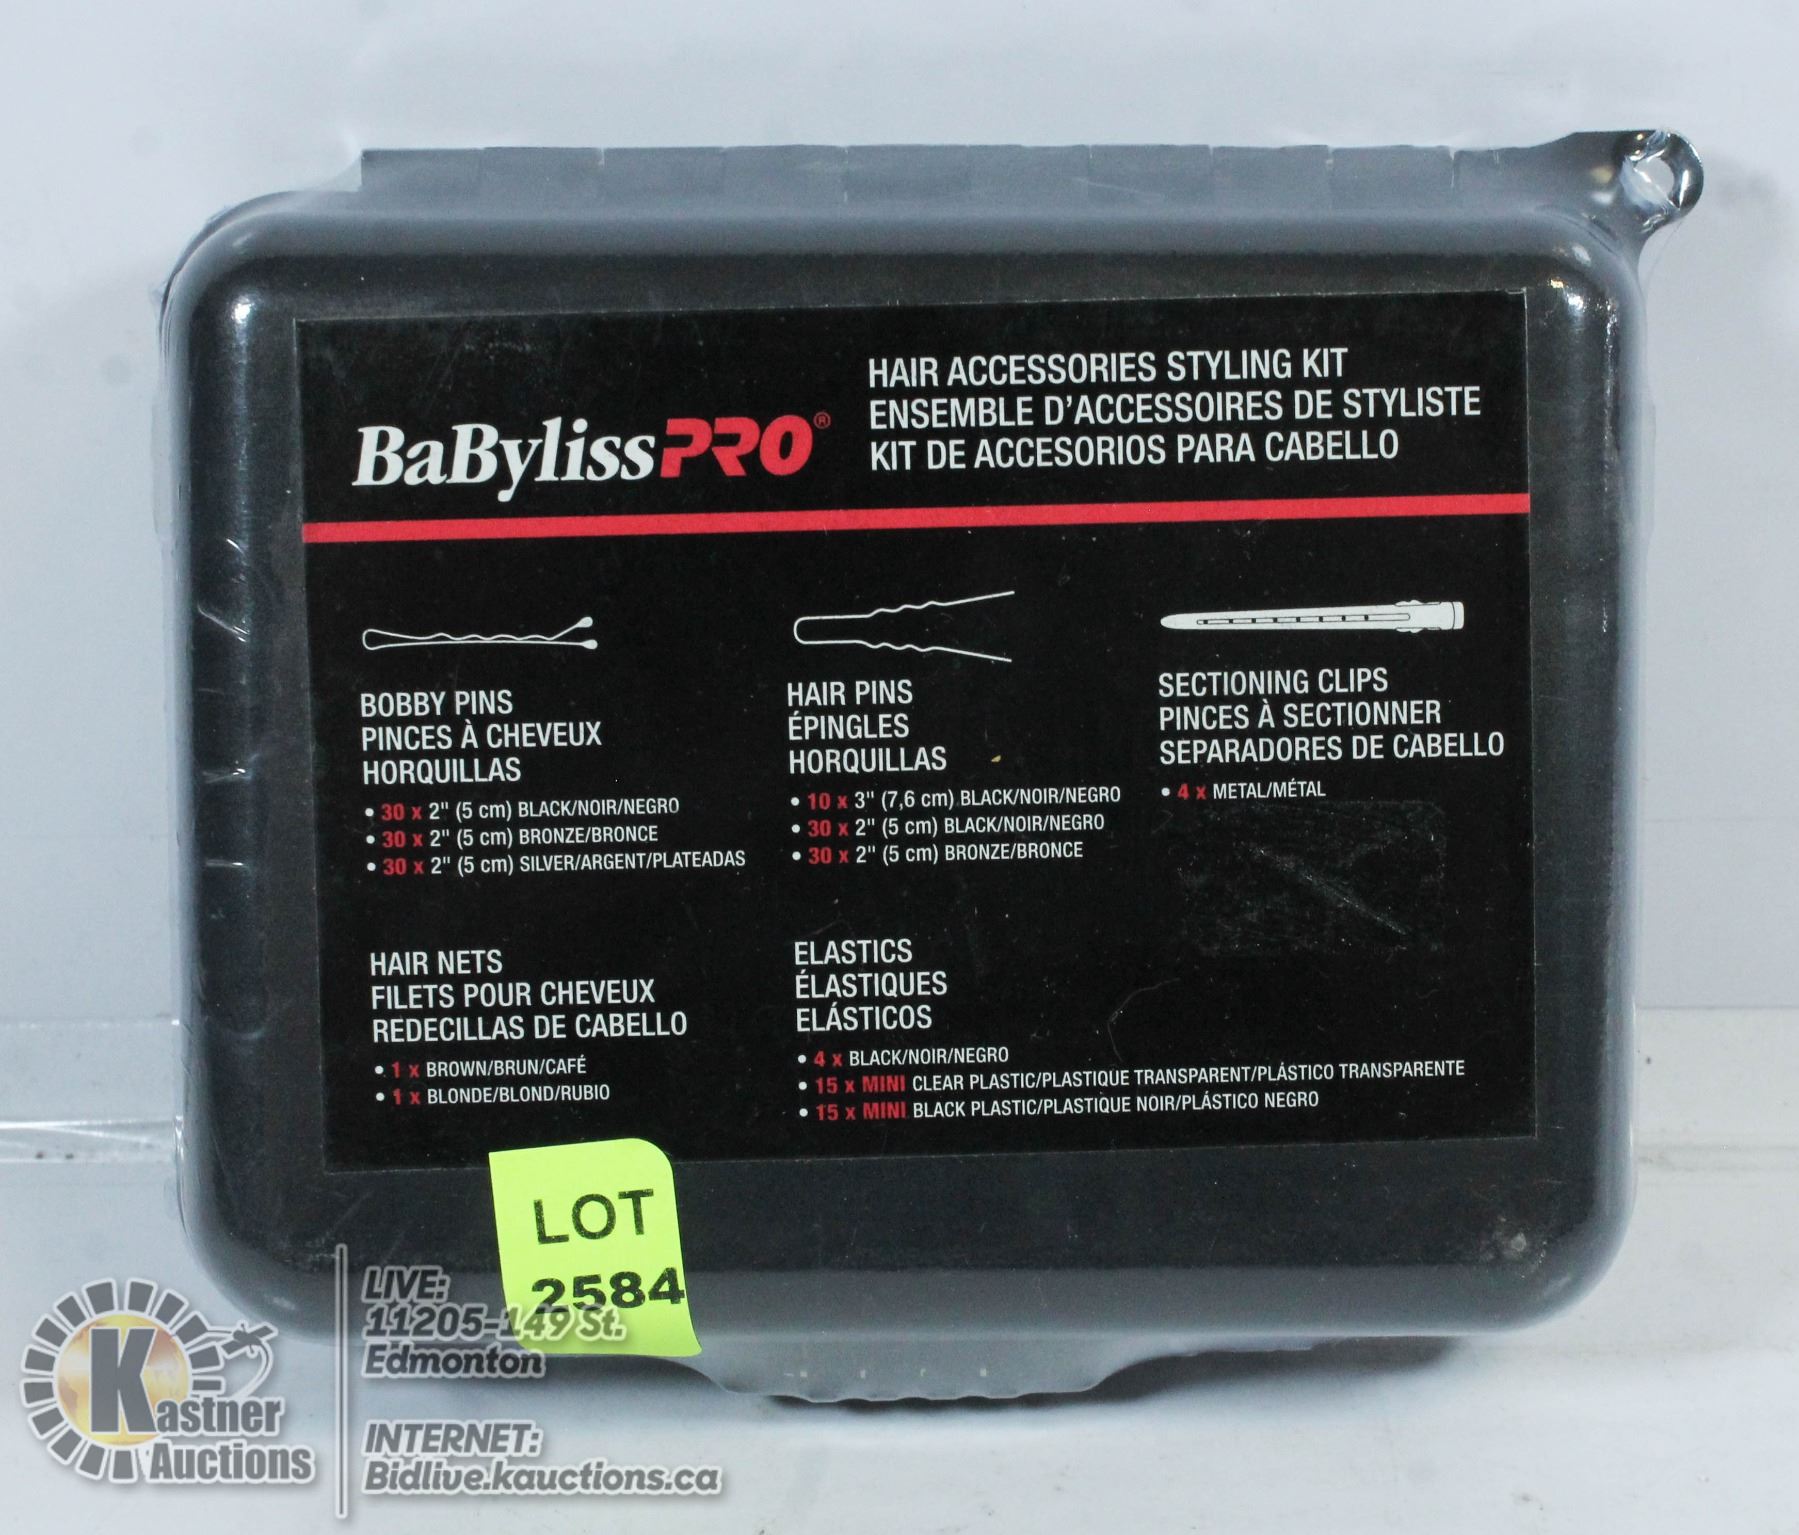 BaBylissPRO®
HAIR ACCESSORIES STYLING KIT
ENSEMBLE D'ACCESSOIRES DE STYLISTE
KIT DE ACCESORIOS PARA CABELLO
BOBBY PINS
PINCES À CHEVEUX
HORQUILLAS
• 30 x 2" (5 cm) BLACK/NOIR/NEGRO
• 30 x 2" (5 cm) BRONZE/BRONCE
• 30 x 2" (5 cm) SILVER/ARGENT/PLATEADAS
HAIR PINS
ÉPINGLES
HORQUILLAS
• 10 x 3" (7,6 cm) BLACK/NOIR/NEGRO
• 30 x 2" (5 cm) BLACK/NOIR/NEGRO
• 30 x 2" (5 cm) BRONZE/BRONCE
SECTIONING CLIPS
PINCES À SECTIONNER
SEPARADORES DE CABELLO
• 4 x METAL/MÉTAL
HAIR NETS
FILETS POUR CHEVEUX
REDECILLAS DE CABELLO
• 1 x BROWN/BRUN/CAFÉ
• 1 x BLONDE/BLOND/RUBIO
ELASTICS
ÉLASTIQUES
ELÁSTICOS
• 4 x BLACK/NOIR/NEGRO
• 15 x MINI CLEAR PLASTIC/PLASTIQUE TRANSPARENT/PLÁSTICO TRANSPARENTE
• 15 x MINI BLACK PLASTIC/PLASTIQUE NOIR/PLÁSTICO NEGRO
LOT
2584
Kastner
Auctions
LIVE:
11205-149 St.
Edmonton
INTERNET:
Bidlive.kauctions.ca